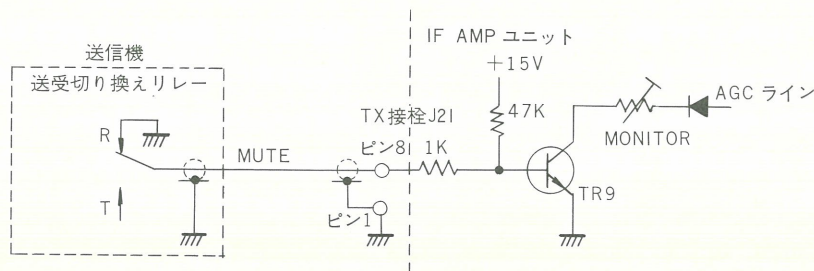 IF AMP ユニット
+15V
送信機
送受切り換えリレー
TX接栓J21
47K
AGC ライン
MONITOR
R
MUTE
ピン8
1K
T
ピン1
TR9